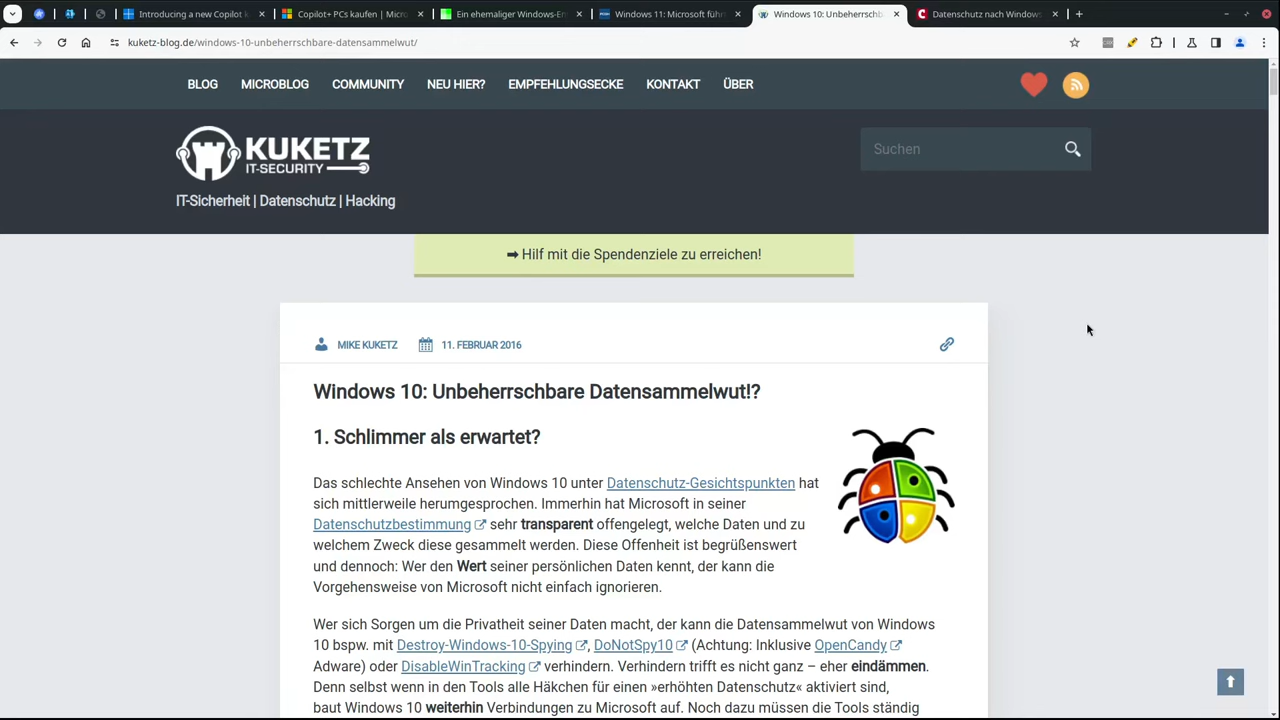 Introducing a new Copilot k
Copilot+ PCs kaufen | Micro
Ein ehemaliger Windows-En
Windows 11: Microsoft führ
Windows 10: Unbeherrschb
Datenschutz nach Windows
kuketz-blog.de/windows-10-unbeherrschbare-datensammelwut/
BLOG MICROBLOG COMMUNITY NEU HIER? EMPFEHLUNGSECKE KONTAKT ÜBER
KUKETZ
IT-SECURITY
Suchen
IT-Sicherheit | Datenschutz | Hacking
➡ Hilf mit die Spendenziele zu erreichen!
MIKE KUKETZ 11. FEBRUAR 2016
Windows 10: Unbeherrschbare Datensammelwut!?
1. Schlimmer als erwartet?
Das schlechte Ansehen von Windows 10 unter Datenschutz-Gesichtspunkten hat
sich mittlerweile herumgesprochen. Immerhin hat Microsoft in seiner
Datenschutzbestimmung sehr transparent offengelegt, welche Daten und zu
welchem Zweck diese gesammelt werden. Diese Offenheit ist begrüßenswert
und dennoch: Wer den Wert seiner persönlichen Daten kennt, der kann die
Vorgehensweise von Microsoft nicht einfach ignorieren.
Wer sich Sorgen um die Privatheit seiner Daten macht, der kann die Datensammelwut von Windows
10 bspw. mit Destroy-Windows-10-Spying, DoNotSpy10 (Achtung: Inklusive OpenCandy
Adware) oder DisableWinTracking verhindern. Verhindern trifft es nicht ganz – eher eindämmen.
Denn selbst wenn in den Tools alle Häkchen für einen »erhöhten Datenschutz« aktiviert sind,
baut Windows 10 weiterhin Verbindungen zu Microsoft auf. Noch dazu müssen die Tools ständig